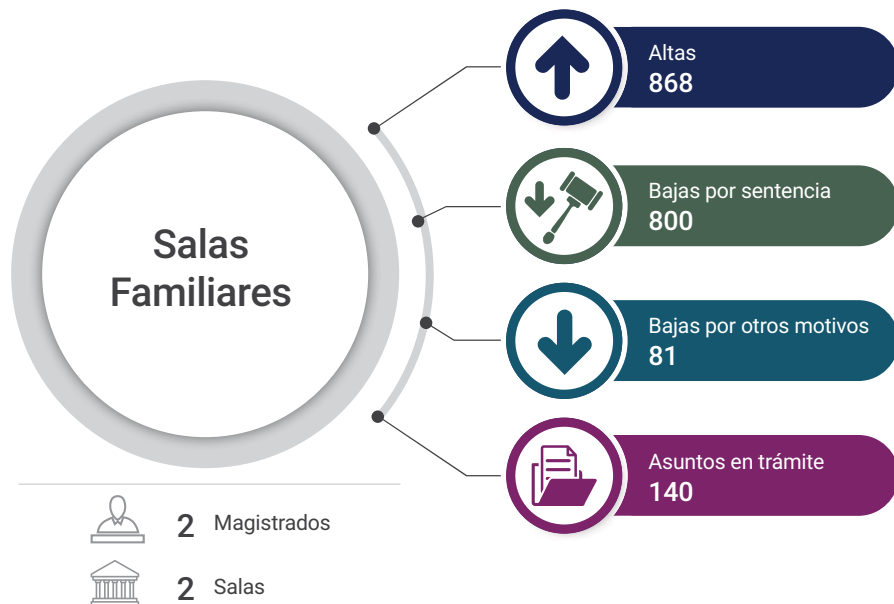 Salas
Familiares
Altas
868
Bajas por sentencia
800
Bajas por otros motivos
81
Asuntos en trámite
140
2 Magistrados
2 Salas